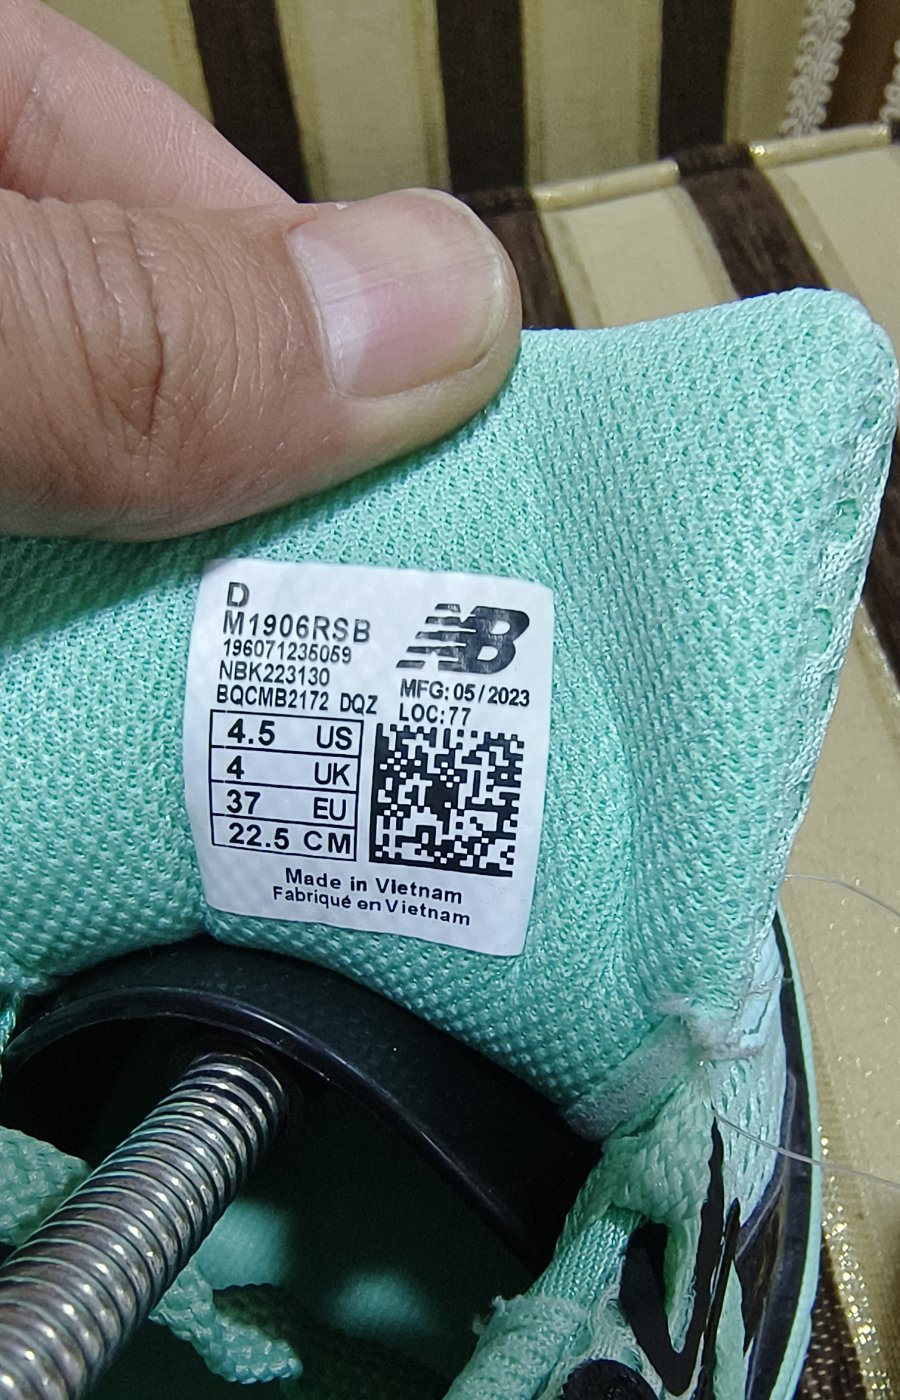 D
M1906RSB
196071235059
NBK223130
BQCMB2172 DQZ
NB
MFG:05/2023
LOC:77
4.5 US
4 UK
37 EU
22.5 CM
Made in Vietnam
Fabriqué en Vietnam